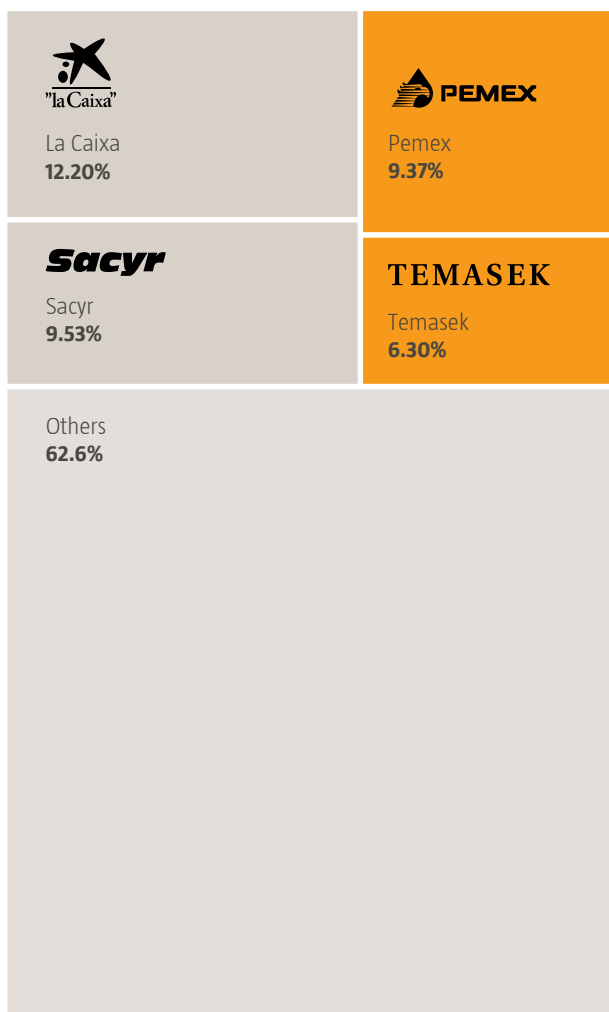 ”la Caixa”
La Caixa
12.20%
PEMEX
Pemex
9.37%
Sacyr
Sacyr
9.53%
TEMASEK
Temasek
6.30%
Others
62.6%